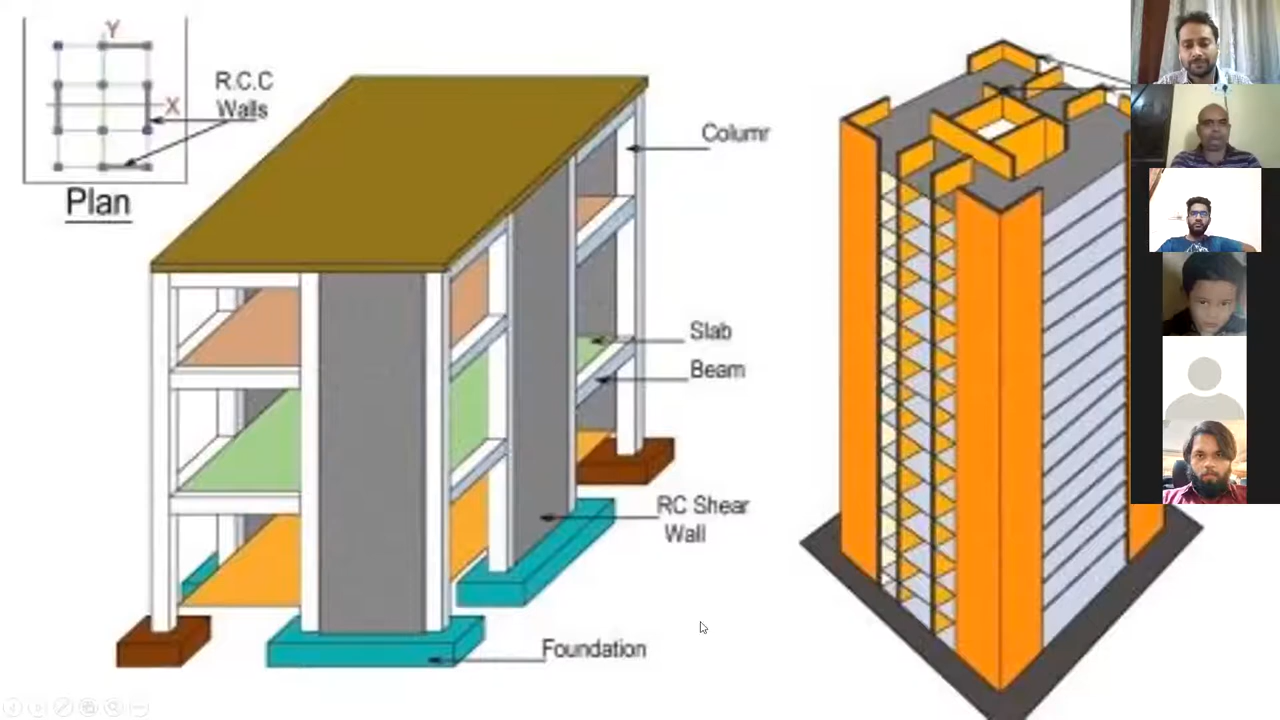 Y
R.C.C
Walls
X
Plan
Columr
Slab
Beam
RC Shear
Wall
Foundation